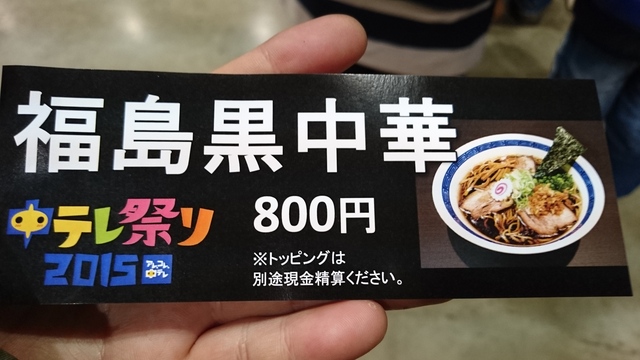 福島黒中華
中テレ祭り
2015
800円
※トッピングは
別途現金精算ください。